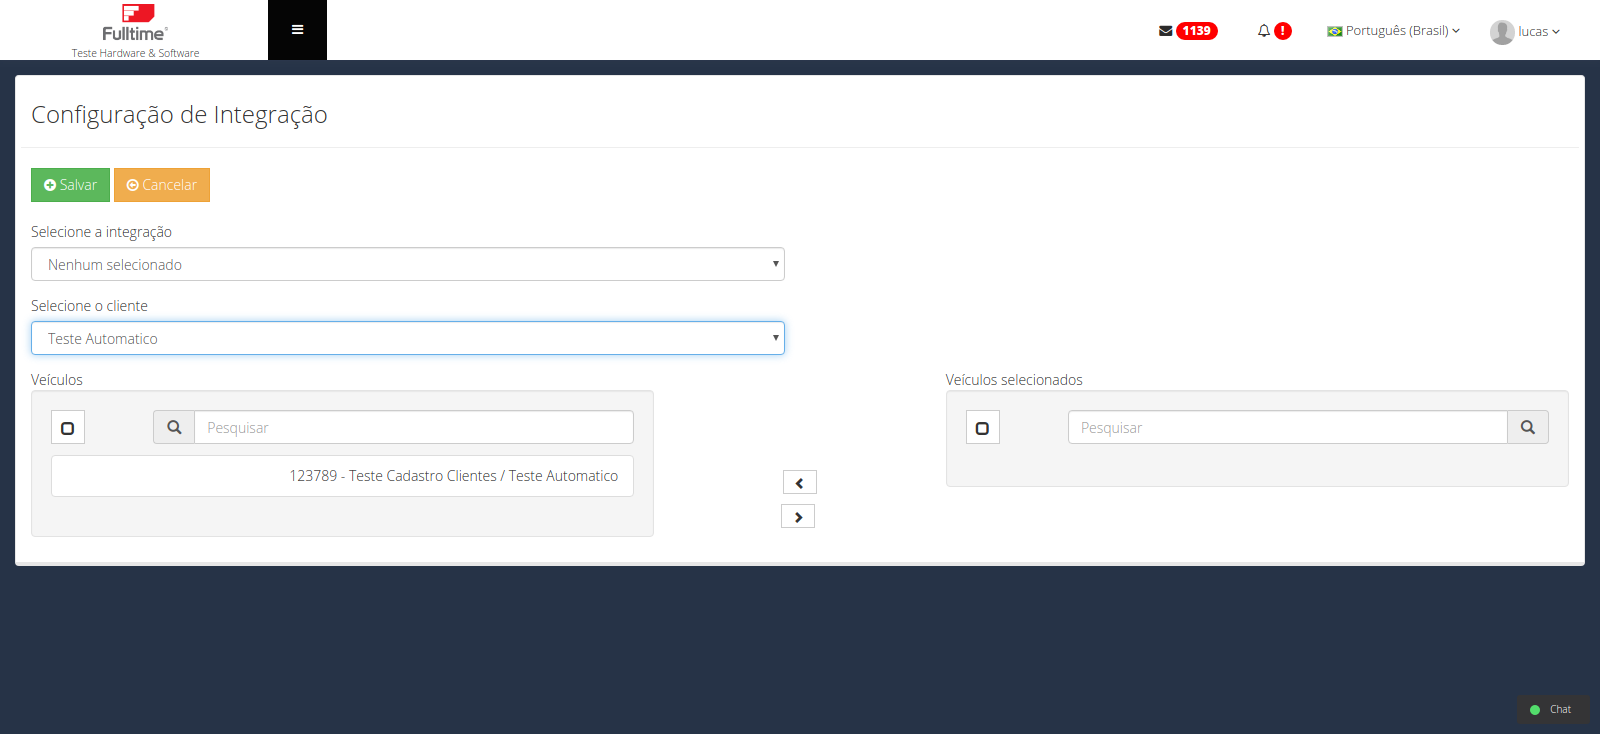 Fulltime®
Teste Hardware & Software
1139
!
Português (Brasil)
lucas
Configuração de Integração
Salvar
Cancelar
Selecione a integração
Nenhum selecionado
Selecione o cliente
Teste Automatico
Veículos
Veículos selecionados
Pesquisar
Pesquisar
123789 - Teste Cadastro Clientes / Teste Automatico
Chat